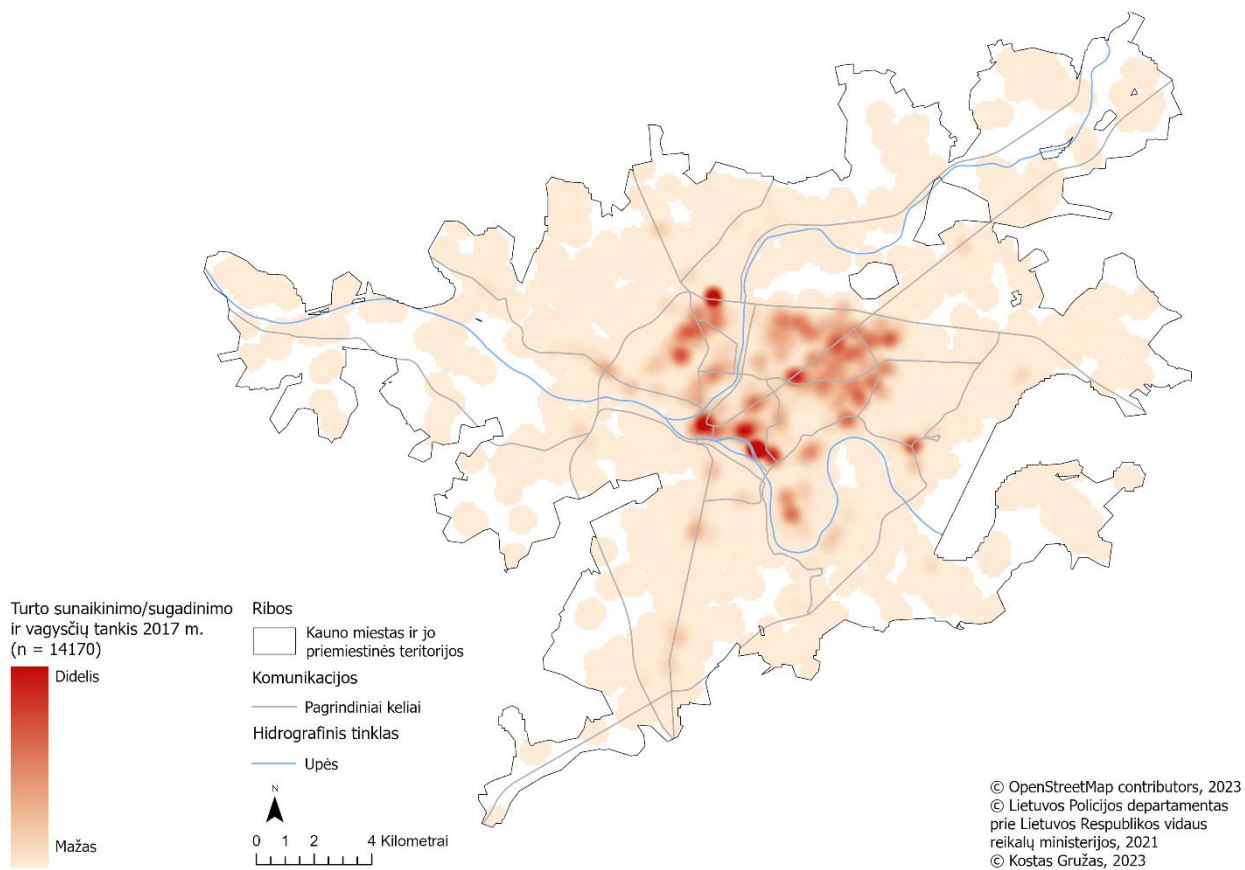 Turto sunaikinimo/sugadinimo
ir vagysčių tankis 2017 m.
(n = 14170)
Didelis
Mažas
Ribos
Kauno miestas ir jo
priemiestinės teritorijos
Komunikacijos
Pagrindiniai keliai
Hidrografinis tinklas
Upės
N
0 1 2 4 Kilometrai
© OpenStreetMap contributors, 2023
© Lietuvos Policijos departamentas
prie Lietuvos Respublikos vidaus
reikalų ministerijos, 2021
© Kostas Gružas, 2023